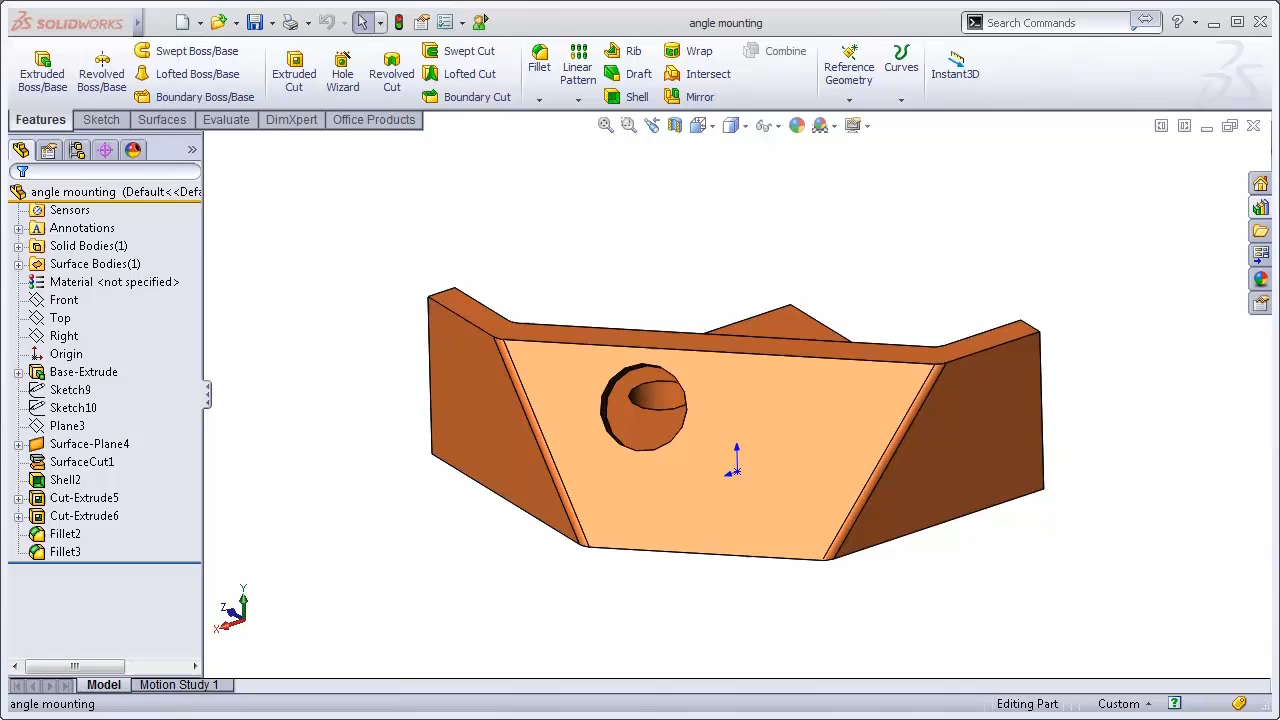 SOLIDWORKS
angle mounting
Search Commands
Extruded Boss/Base
Revolved Boss/Base
Swept Boss/Base
Lofted Boss/Base
Boundary Boss/Base
Extruded Cut
Hole Wizard
Revolved Cut
Swept Cut
Lofted Cut
Boundary Cut
Fillet
Linear Pattern
Rib
Draft
Shell
Wrap
Intersect
Mirror
Combine
Reference Geometry
Curves
Instant3D
Features
Sketch
Surfaces
Evaluate
DimXpert
Office Products
angle mounting (Default<<Defa
Sensors
Annotations
Solid Bodies(1)
Surface Bodies(1)
Material <not specified>
Front
Top
Right
Origin
Base-Extrude
Sketch9
Sketch10
Plane3
Surface-Plane4
SurfaceCut1
Shell2
Cut-Extrude5
Cut-Extrude6
Fillet2
Fillet3
Y
Z
X
Model
Motion Study 1
angle mounting
Editing Part
Custom